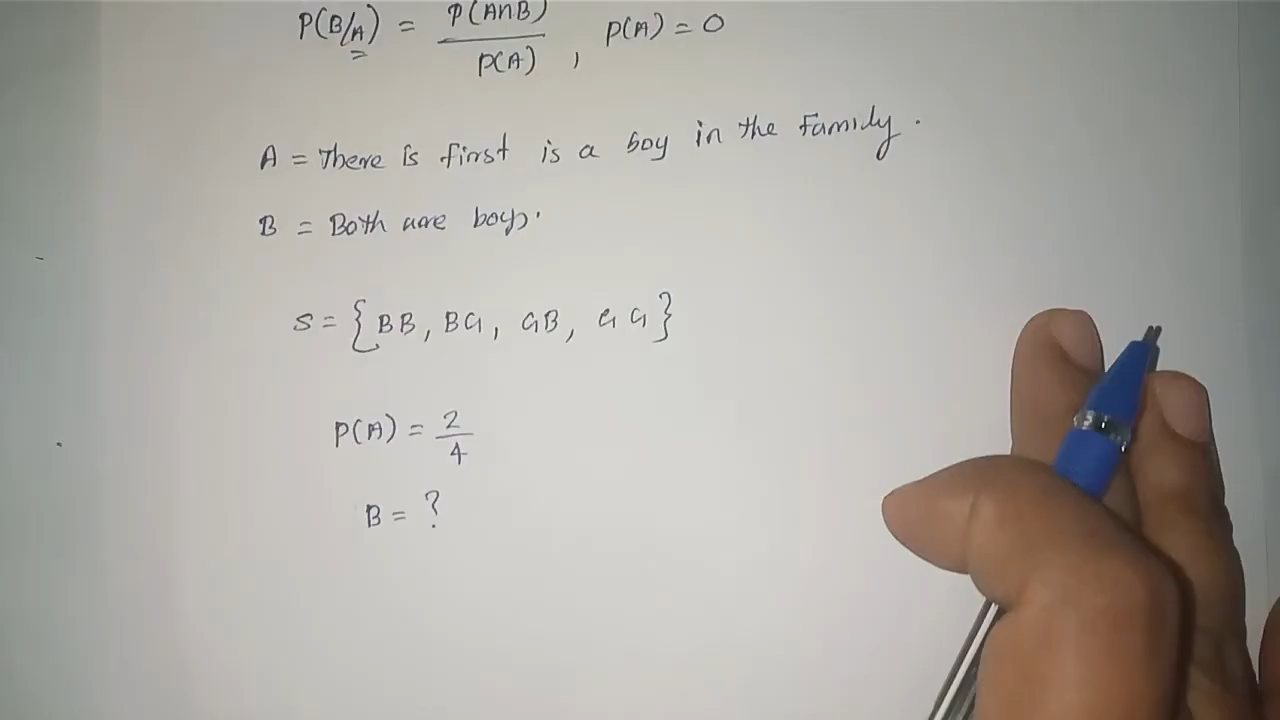 P(B/A) = P(A∩B) / P(A) , P(A) = 0
A = There is first is a boy in the Family.
B = Both are boys.
S = {BB, BG, GB, GG}
P(A) = 2/4
B = ?